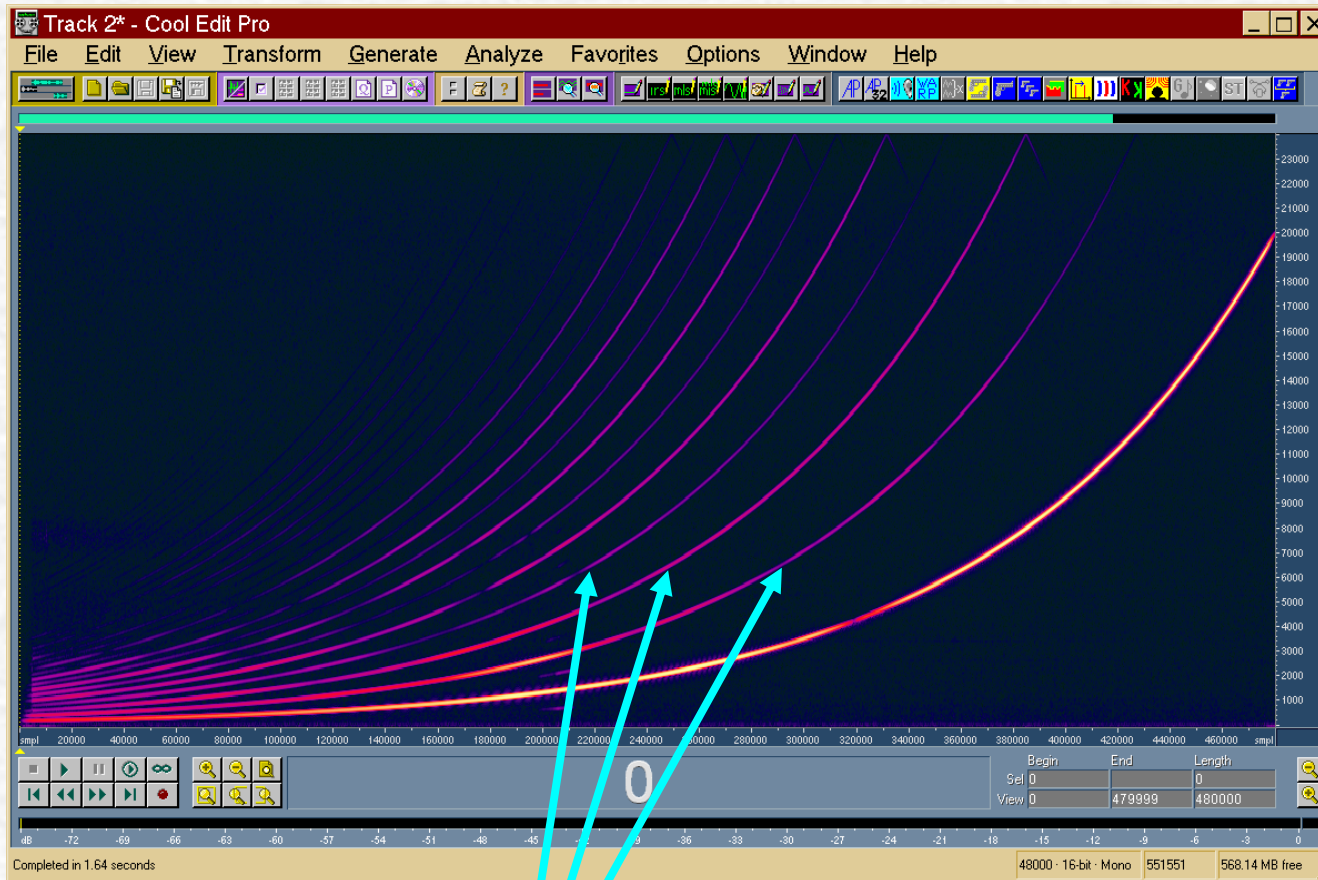 Track 2* - Cool Edit Pro
File Edit View Transform Generate Analyze Favorites Options Window Help
23000
22000
21000
20000
19000
18000
17000
16000
15000
14000
13000
12000
11000
10000
9000
8000
7000
6000
5000
4000
3000
2000
1000
smpl 20000 40000 60000 80000 100000 120000 140000 160000 180000 200000 220000 240000 260000 280000 300000 320000 340000 360000 380000 400000 420000 440000 460000 smpl
0
Begin End Length
Sel 0 0
View 0 479999 480000
dB -72 -69 -66 -63 -60 -57 -54 -51 -48 -45 -36 -33 -30 -27 -24 -21 -18 -15 -12 -9 -6 -3 0
Completed in 1.64 seconds
48000 · 16-bit · Mono 551551 568.14 MB free